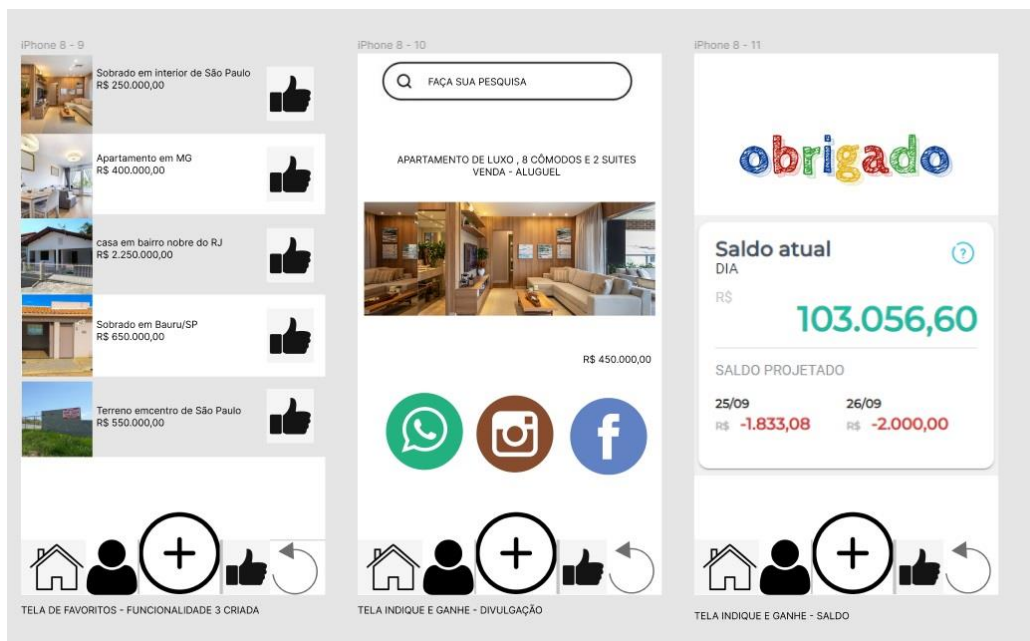 iPhone 8 - 9
Sobrado em interior de São Paulo
R$ 250.000,00
Apartamento em MG
R$ 400.000,00
casa em bairro nobre do RJ
R$ 2.250.000,00
Sobrado em Bauru/SP
R$ 650.000,00
Terreno emcentro de São Paulo
R$ 550.000,00
TELA DE FAVORITOS - FUNCIONALIDADE 3 CRIADA
iPhone 8 - 10
FAÇA SUA PESQUISA
APARTAMENTO DE LUXO , 8 CÔMODOS E 2 SUITES
VENDA - ALUGUEL
R$ 450.000,00
f
TELA INDIQUE E GANHE - DIVULGAÇÃO
iPhone 8 - 11
obrigado
Saldo atual
?
DIA
R$
103.056,60
SALDO PROJETADO
25/09 26/09
R$ -1.833,08 R$ -2.000,00
TELA INDIQUE E GANHE - SALDO